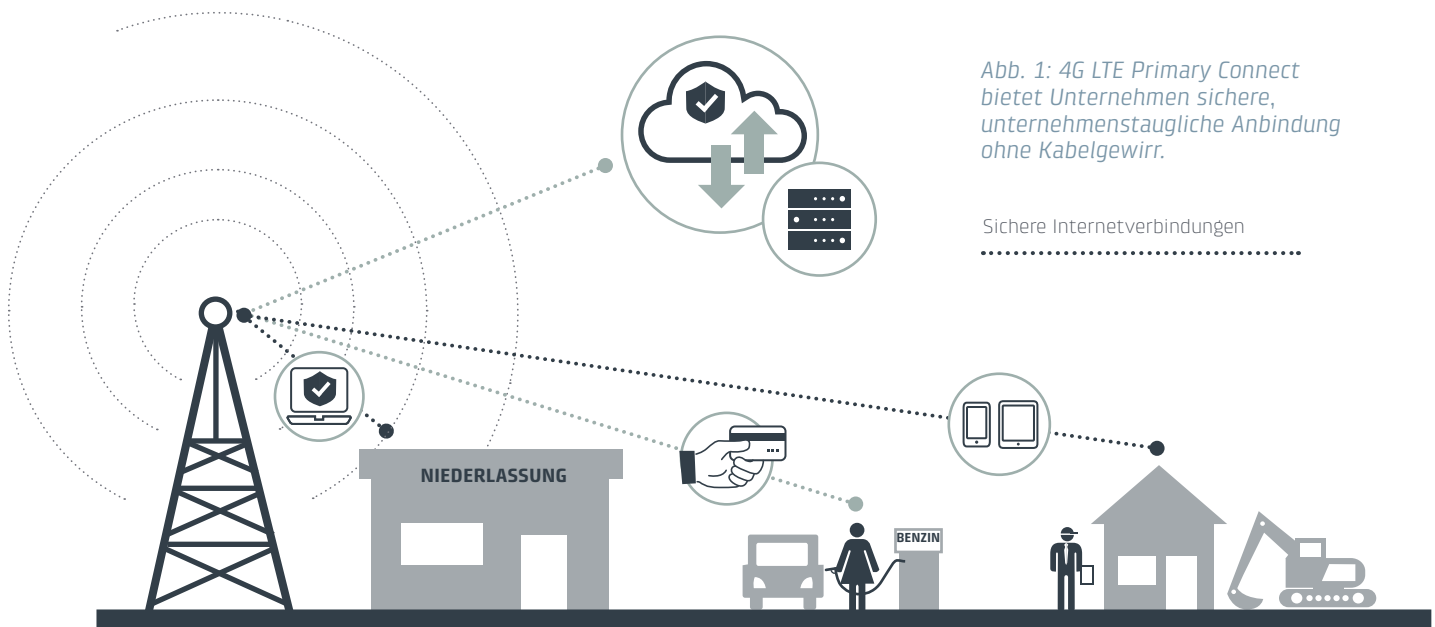 Abb. 1: 4G LTE Primary Connect
bietet Unternehmen sichere,
unternehmenstaugliche Anbindung
ohne Kabelgewirr.
Sichere Internetverbindungen
NIEDERLASSUNG
BENZIN